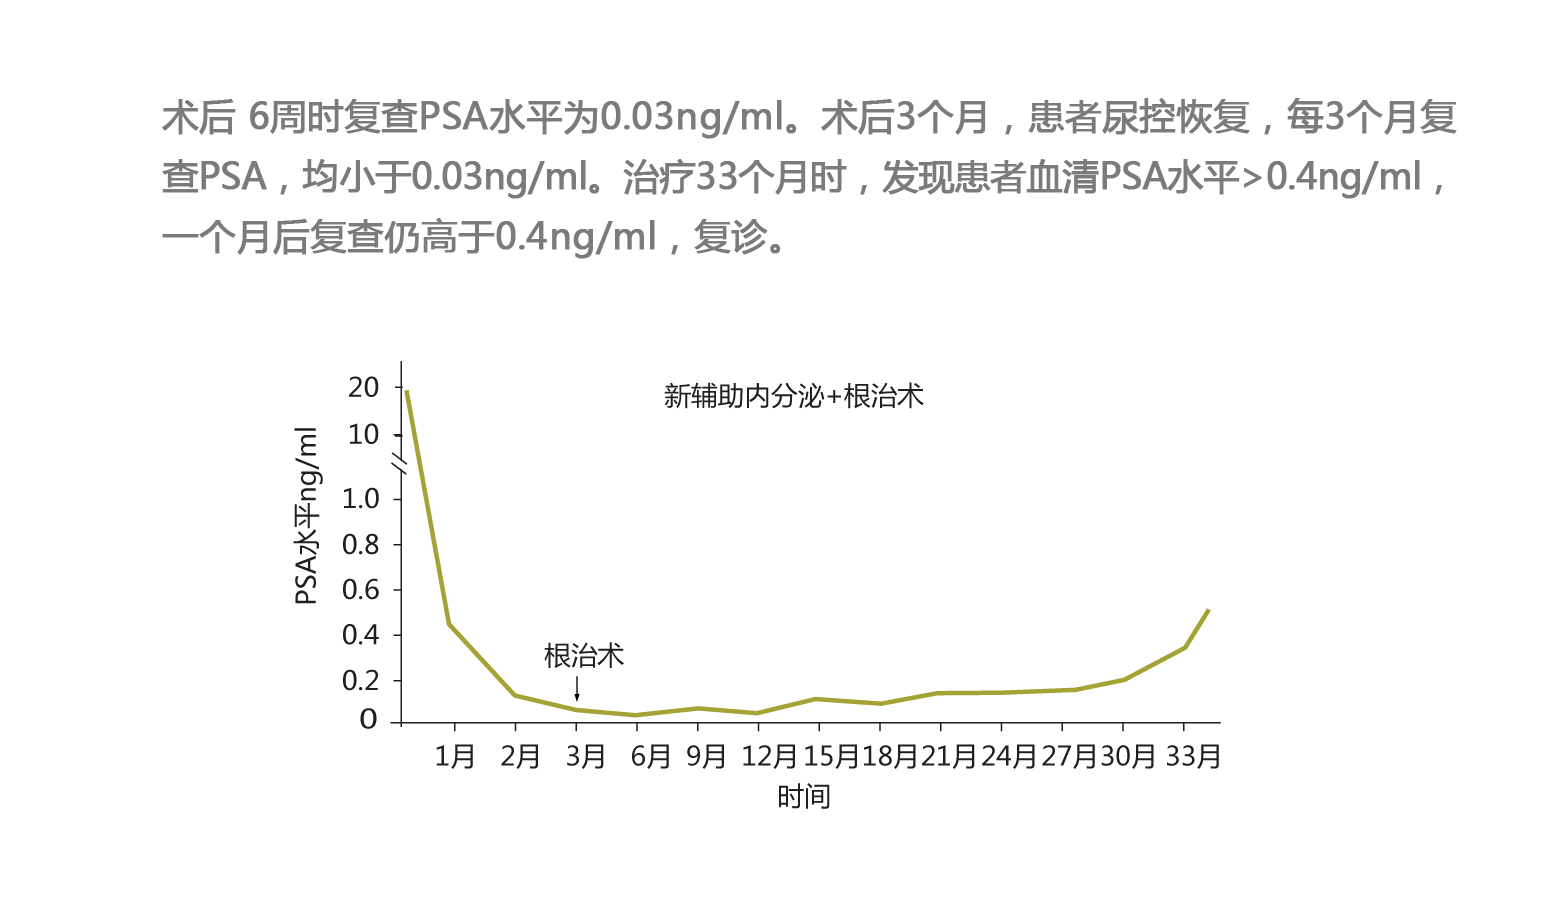 术后 6周时复查PSA水平为0.03ng/ml。术后3个月，患者尿控恢复，每3个月复
查PSA，均小于0.03ng/ml。治疗33个月时，发现患者血清PSA水平>0.4ng/ml，
一个月后复查仍高于0.4ng/ml，复诊。
新辅助内分泌+根治术
PSA水平ng/ml
20
10
1.0
0.8
0.6
0.4
0.2
0
根治术
1月 2月 3月 6月 9月 12月 15月 18月 21月 24月 27月 30月 33月
时间